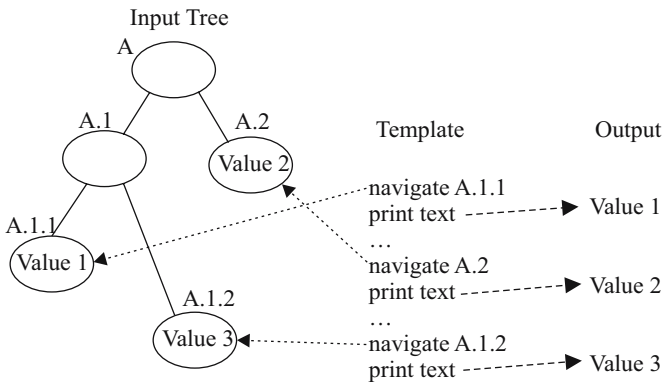 Input Tree
A
A.1
A.2
Value 2
A.1.1
Value 1
A.1.2
Value 3
Template
navigate A.1.1
print text
...
navigate A.2
print text
...
navigate A.1.2
print text
Output
Value 1
Value 2
Value 3